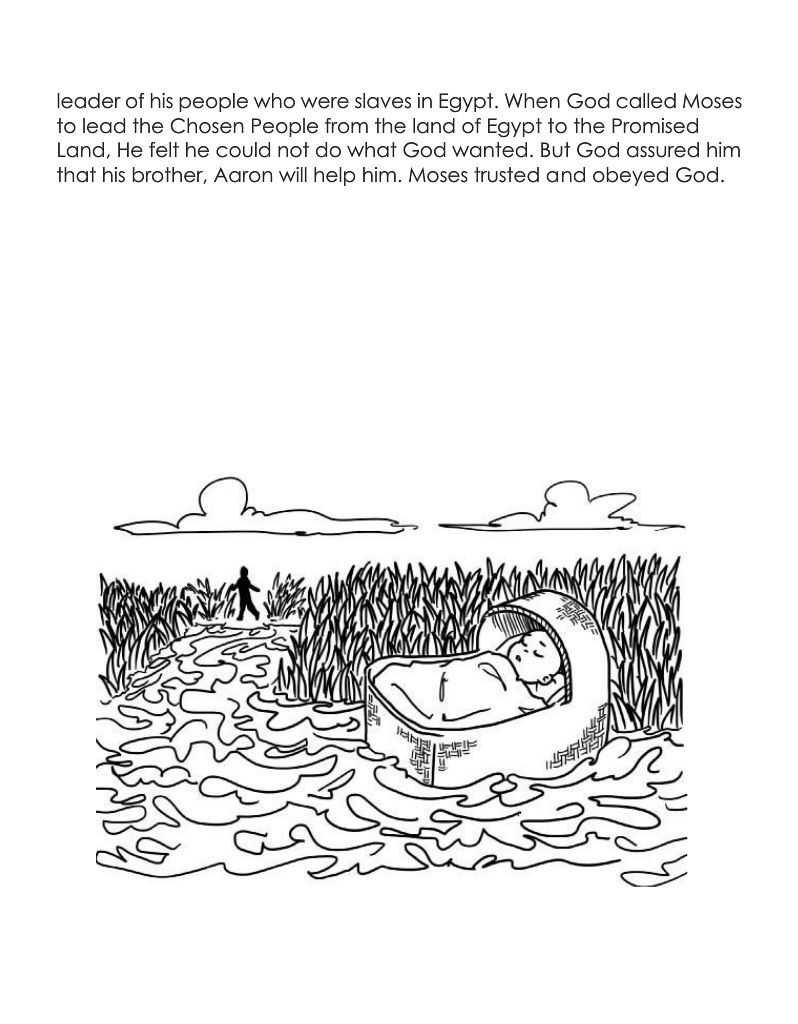 leader of his people who were slaves in Egypt. When God called Moses
to lead the Chosen People from the land of Egypt to the Promised
Land, He felt he could not do what God wanted. But God assured him
that his brother, Aaron will help him. Moses trusted and obeyed God.